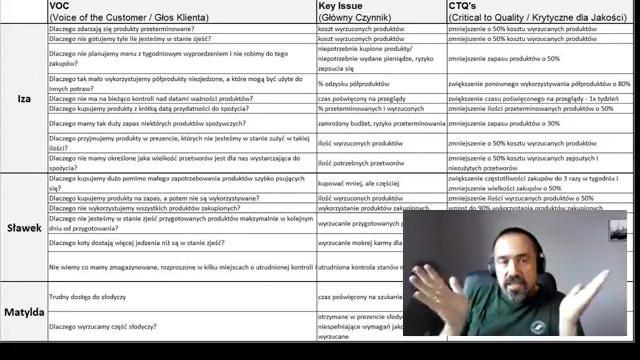 VOC Key Issue CTQ's
(Voice of the Customer / Głos Klienta) (Główny Czynnik) (Critical to Quality / Krytyczne dla Jakości)
Iza
Dlaczego zdarzają się produkty przeterminowane? koszt wyrzuconych produktów zmniejszenie o 50% kosztu wyrzuconych produktów
Dlaczego nie gotujemy tyle ile jesteśmy w stanie zjeść? koszt wyrzuconych produktów zmniejszenie o 50% kosztu wyrzuconych produktów
Dlaczego nie planujemy menu z tygodniowym wyprzedzeniem i nie robimy do tego
zakupów?
niepotrzebnie kupione produkty/
niepotrzebnie wydane pieniądze, ryzyko
zepsucia się
zmniejszenie zapasu produktów o 50%
Dlaczego tak mało wykorzystujemy półprodukty niezjedzone, a które mogą być użyte do
innych potraw?
% odzysku półproduktów zwiększenie ponownego wykorzystywania półproduktów o 80%
Dlaczego nie ma na bieżąco kontroli nad datami ważności produktów? czas poświęcony na przeglądy zwiększenie czasu poświęconego na przeglądy - 1x tydzień
Dlaczego kupujemy produkty z krótką datą przydatności do spożycia? % przeterminowanych i wyrzuconych zmniejszenie ilości przeterminowanych produktów o 50%
Dlaczego mamy tak duży zapas niektórych produktów spożywczych? zamrożony budżet, ryzyko przeterminowania zmniejszenie zapasu produktów o 30%
Dlaczego przyjmujemy produkty w prezencie, których nie jesteśmy w stanie zużyć w takiej
ilości?
ilość wyrzuconych produktów zmniejszenie o 50% kosztu wyrzuconych produktów
Dlaczego nie mamy określone jaka wielkość przetworów jest dla nas wystarczająca do
spożycia?
ilość potrzebnych przetworów
zmniejszenie o 50% kosztu wyrzuconych zepsutych i
niezużytych przetworów
Sławek
Dlaczego kupujemy dużo pomimo małego zapotrzebowania produktów szybko psujących
się?
kupować mniej, ale częściej
zwiększenie częstotliwości zakupów do 3 razy w tygodniu i
zmniejszenie wielkości zakupów o 50%
Dlaczego kupujemy produkty na zapas, a potem nie są wykorzystywane? ilość wyrzuconych produktów zmniejszenie ilości wyrzucanych produktów o 50%
Dlaczego nie wykorzystujemy wszystkich produktów zakupionych? wykorzystanie produktów zakupionych wzrost do 90% wykorzystania produktów zakupionych
Dlaczego nie jesteśmy w stanie zjeść przygotowanych produktów maksymalnie w kolejnym
dniu od przygotowania?
wyrzucanie przygotowanych
Dlaczego koty dostają więcej jedzenia niż są w stanie zjeść? wyrzucanie mokrej karmy dla
Nie wiemy co mamy zmagazynowane, rozproszone w kilku miejscach o utrudnionej kontroli utrudniona kontrola stanów
Matylda
Trudny dostęp do słodyczy czas poświęcony na szukanie
Dlaczego wyrzucamy część słodyczy?
otrzymane w prezencie
niespełniające wymagań
wyrzucane